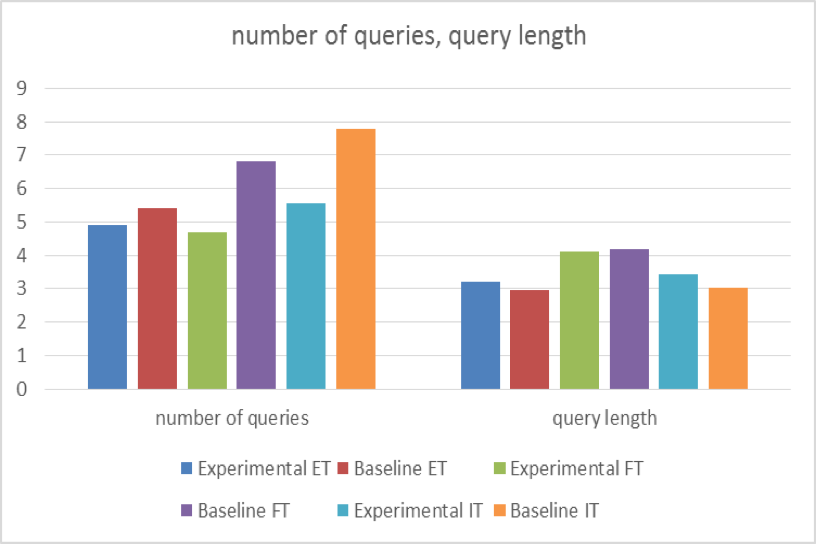 number of queries, query length
9
8
7
6
5
4
3
2
1
0
number of queries query length
Experimental ET Baseline ET Experimental FT
Baseline FT Experimental IT Baseline IT